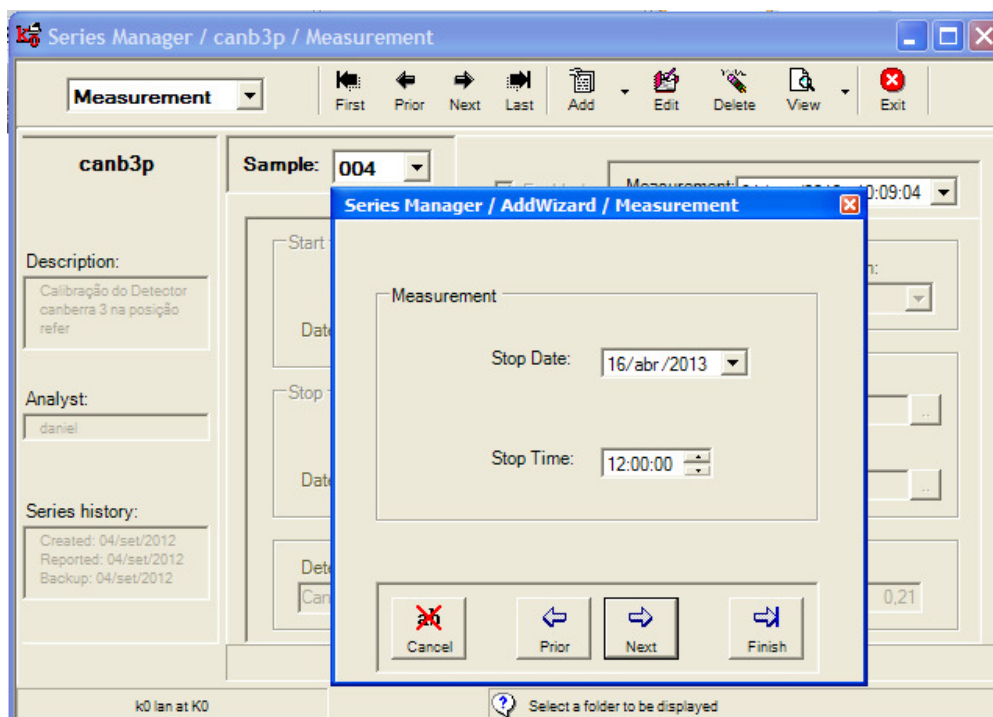 Series Manager / canb3p / Measurement
Measurement
First Prior Next Last Add Edit Delete View Exit
canb3p
Sample: 004
Measurement:
0:09:04
Description:
Calibração do Detector
canberra 3 na posição
refer
Analyst:
daniel
Series history:
Created: 04/set/2012
Reported: 04/set/2012
Backup: 04/set/2012
Start
Date
Stop
Date
0,21
Series Manager / AddWizard / Measurement
Measurement
Stop Date: 16/abr/2013
Stop Time: 12:00:00
Cancel Prior Next Finish
k0 Ian at K0
Select a folder to be displayed